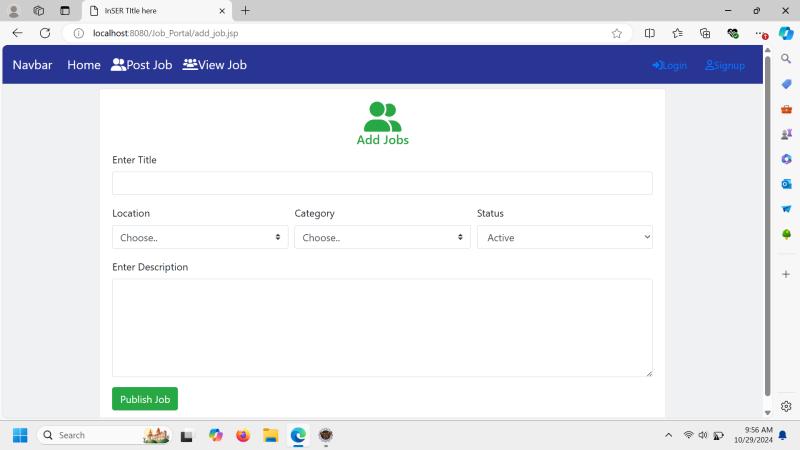 InSER TItle here
localhost:8080/Job_Portal/add_job.jsp
Navbar Home Post Job View Job Login Signup
Add Jobs
Enter Title
Location Category Status
Choose.. Choose.. Active
Enter Description
Publish Job
Search
9:56 AM
10/29/2024